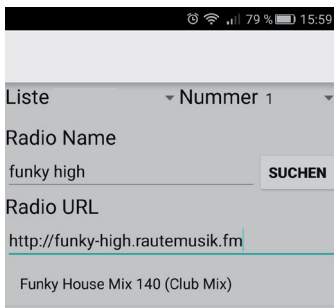 79 % 15:59
Liste Nummer 1
Radio Name
funky high SUCHEN
Radio URL
http://funky-high.rautemusik.fm
Funky House Mix 140 (Club Mix)